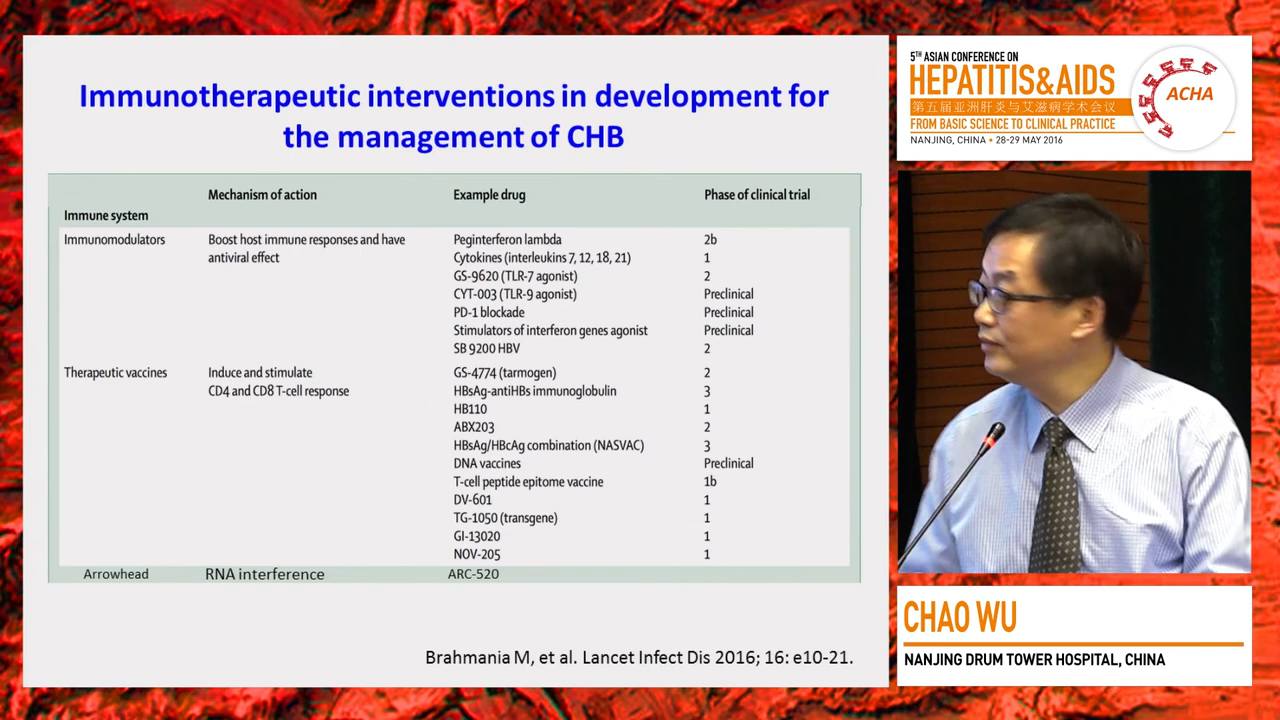 Immunotherapeutic interventions in development for
the management of CHB
Mechanism of action Example drug Phase of clinical trial
Immune system
Immunomodulators Boost host immune responses and have Peginterferon lambda 2b
antiviral effect Cytokines (interleukins 7, 12, 18, 21) 1
GS-9620 (TLR-7 agonist) 2
CYT-003 (TLR-9 agonist) Preclinical
PD-1 blockade Preclinical
Stimulators of interferon genes agonist Preclinical
SB 9200 HBV 2
Therapeutic vaccines Induce and stimulate GS-4774 (tarmogen) 2
CD4 and CD8 T-cell response HBsAg-antiHBs immunoglobulin 3
HB110 1
ABX203 2
HBsAg/HBcAg combination (NASVAC) 3
DNA vaccines Preclinical
T-cell peptide epitome vaccine 1b
DV-601 1
TG-1050 (transgene) 1
GI-13020 1
NOV-205 1
Arrowhead RNA interference ARC-520
Brahmania M, et al. Lancet Infect Dis 2016; 16: e10-21.
5TH ASIAN CONFERENCE ON
HEPATITIS&AIDS
第五届亚洲肝炎与艾滋病学术会议
FROM BASIC SCIENCE TO CLINICAL PRACTICE
NANJING, CHINA • 28-29 MAY 2016
ACHA
CHAO WU
NANJING DRUM TOWER HOSPITAL, CHINA